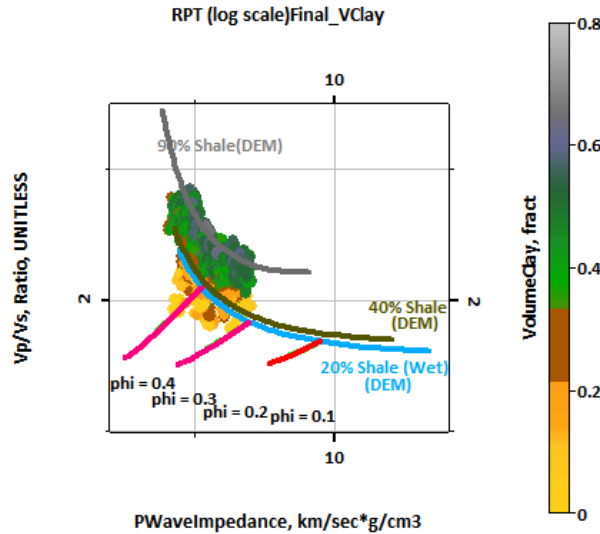 RPT (log scale)Final_VClay
10
0.8
90% Shale(DEM)
0.6
Vp/Vs, Ratio, UNITLESS
VolumeClay, fract
0.4
2
2
40% Shale
(DEM)
20% Shale (Wet)
(DEM)
phi = 0.4
phi = 0.3
phi = 0.2
phi = 0.1
0.2
10
0
PWaveImpedance, km/sec*g/cm3